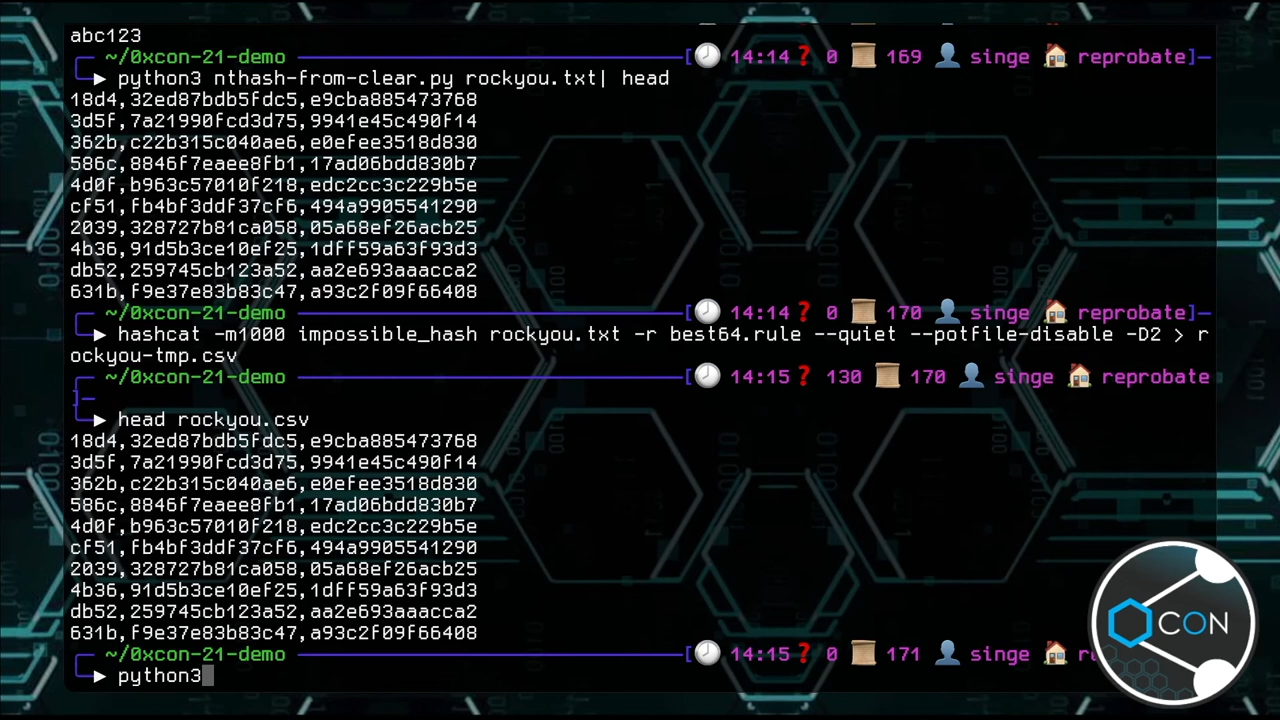 abc123
~/0xcon-21-demo [🕐 14:14❓ 0 📜 169 👤 singe 🏠 reprobate]
▶ python3 nthash-from-clear.py rockyou.txt| head
18d4,32ed87bdb5fdc5,e9cba885473768
3d5f,7a21990fcd3d75,9941e45c490f14
362b,c22b315c040ae6,e0efee3518d830
586c,8846f7eaee8fb1,17ad06bdd830b7
4d0f,b963c57010f218,edc2cc3c229b5e
cf51,fb4bf3ddf37cf6,494a9905541290
2039,328727b81ca058,05a68ef26acb25
4b36,91d5b3ce10ef25,1dff59a63f93d3
db52,259745cb123a52,aa2e693aaacca2
631b,f9e37e83b83c47,a93c2f09f66408
~/0xcon-21-demo [🕐 14:14❓ 0 📜 170 👤 singe 🏠 reprobate]
▶ hashcat -m1000 impossible_hash rockyou.txt -r best64.rule --quiet --potfile-disable -D2 > r
ockyou-tmp.csv
~/0xcon-21-demo [🕐 14:15❓ 130 📜 170 👤 singe 🏠 reprobate
]
▶ head rockyou.csv
18d4,32ed87bdb5fdc5,e9cba885473768
3d5f,7a21990fcd3d75,9941e45c490f14
362b,c22b315c040ae6,e0efee3518d830
586c,8846f7eaee8fb1,17ad06bdd830b7
4d0f,b963c57010f218,edc2cc3c229b5e
cf51,fb4bf3ddf37cf6,494a9905541290
2039,328727b81ca058,05a68ef26acb25
4b36,91d5b3ce10ef25,1dff59a63f93d3
db52,259745cb123a52,aa2e693aaacca2
631b,f9e37e83b83c47,a93c2f09f66408
~/0xcon-21-demo [🕐 14:15❓ 0 📜 171 👤 singe 🏠
▶ python3
CON